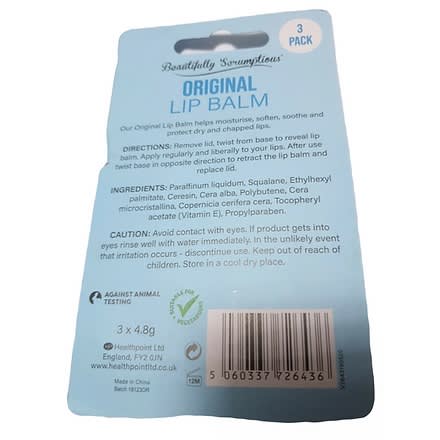 3
PACK
Beautifully Scrumptious
ORIGINAL
LIP BALM
Our Original Lip Balm helps moisturise, soften, soothe and
protect dry and chapped lips.
DIRECTIONS: Remove lid, twist from base to reveal lip
balm. Apply regularly and liberally to your lips. After use
twist base in opposite direction to retract the lip balm and
replace lid.
INGREDIENTS: Paraffinum liquidum, Squalane, Ethylhexyl
palmitate, Ceresin, Cera alba, Polybutene, Cera
microcristallina, Copernicia cerifera cera, Tocopheryl
acetate (Vitamin E), Propylparaben.
CAUTION: Avoid contact with eyes. If product gets into
eyes rinse well with water immediately. In the unlikely event
that irritation occurs - discontinue use. Keep out of reach of
children. Store in a cool dry place.
AGAINST ANIMAL
TESTING
SUITABLE FOR
VEGETARIANS
3 x 4.8g
HP Healthpoint Ltd
England, FY2 0JN
www.healthpointltd.co.uk
Made in China
12M
5 060337 726436